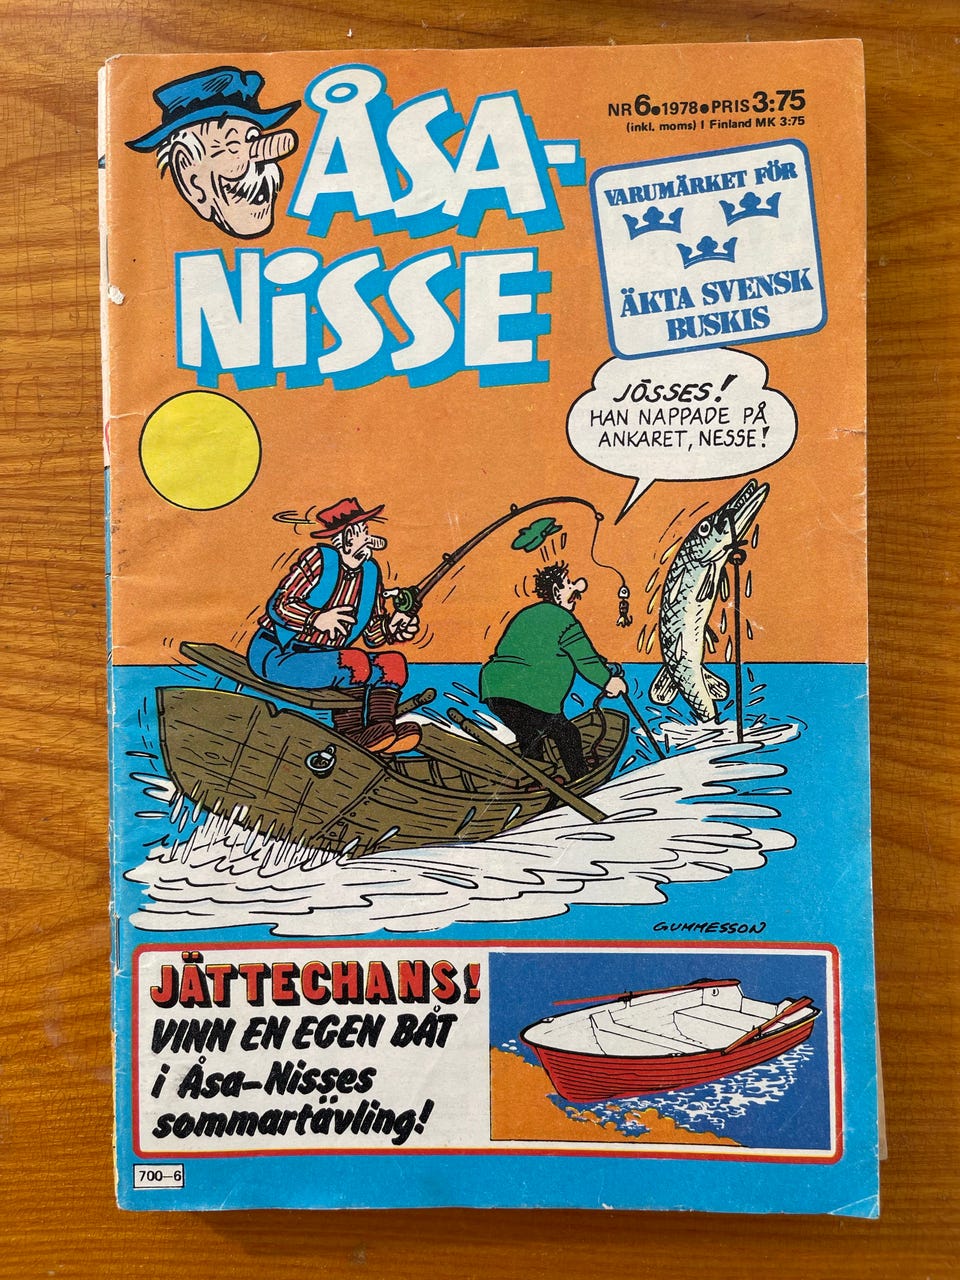 ÅSA-
NiSSE
NR 6 • 1978 • PRIS 3:75
(inkl. moms) I Finland MK 3:75
VARUMÄRKET FÖR
ÄKTA SVENSK
BUSKIS
JÖSSES!
HAN NAPPADE PÅ
ANKARET, NESSE!
GUMMESSON
JÄTTECHANS!
VINN EN EGEN BÅT
i Åsa-Nisses
sommartävling!
700-6